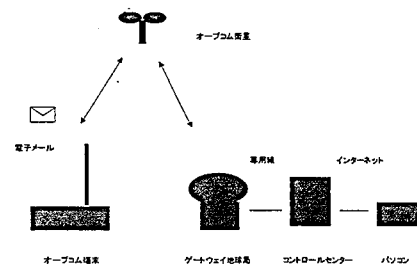 オーブコム衛星
電子メール
専用線
インターネット
オーブコム端末
ゲートウェイ地球局
コントロールセンター
パソコン